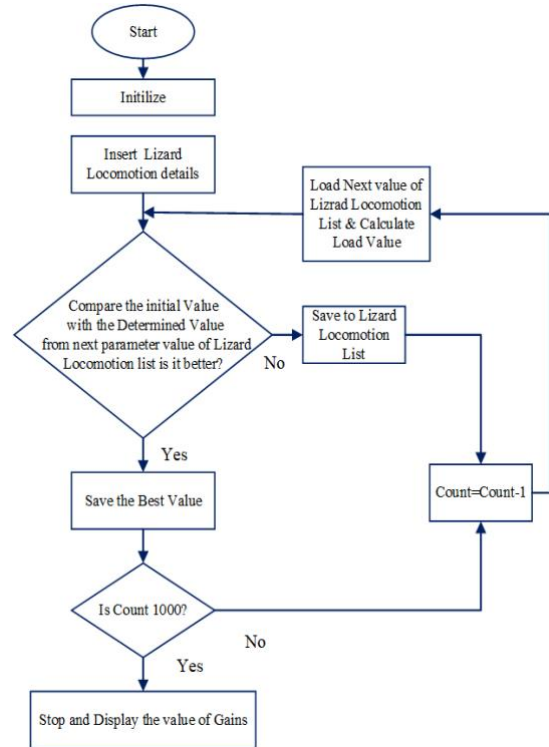 Start
Initilize
Insert Lizard
Locomotion details
Load Next value of
Lizrad Locomotion
List & Calculate
Load Value
Compare the initial Value
with the Determined Value
from next parameter value of Lizard
Locomotion list is it better?
No
Save to Lizard
Locomotion
List
Yes
Save the Best Value
Count=Count-1
Is Count 1000?
No
Yes
Stop and Display the value of Gains